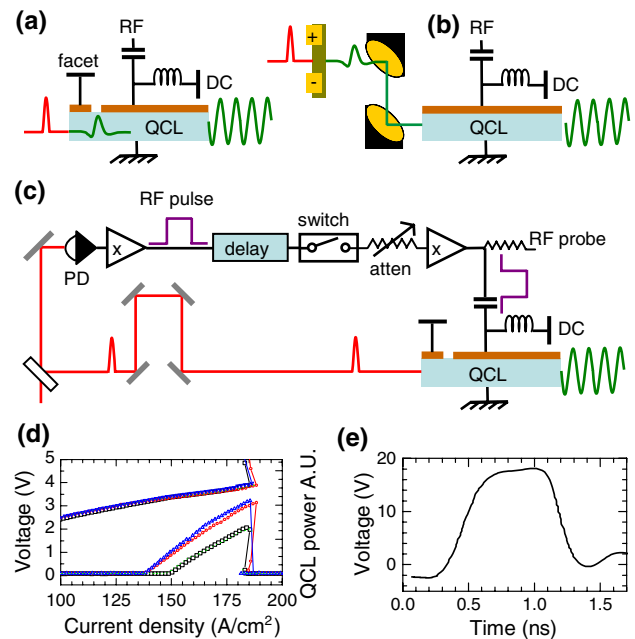 (a)
RF
facet
DC
QCL
+
-
(b)
RF
DC
QCL
(c)
RF pulse
PD
x
delay
switch
atten
x
RF probe
DC
QCL
(d)
Voltage (V)
5
4
3
2
1
0
100
125
150
175
200
Current density (A/cm²)
QCL power A.U.
(e)
Voltage (V)
20
10
0
0.0
0.5
1.0
1.5
Time (ns)